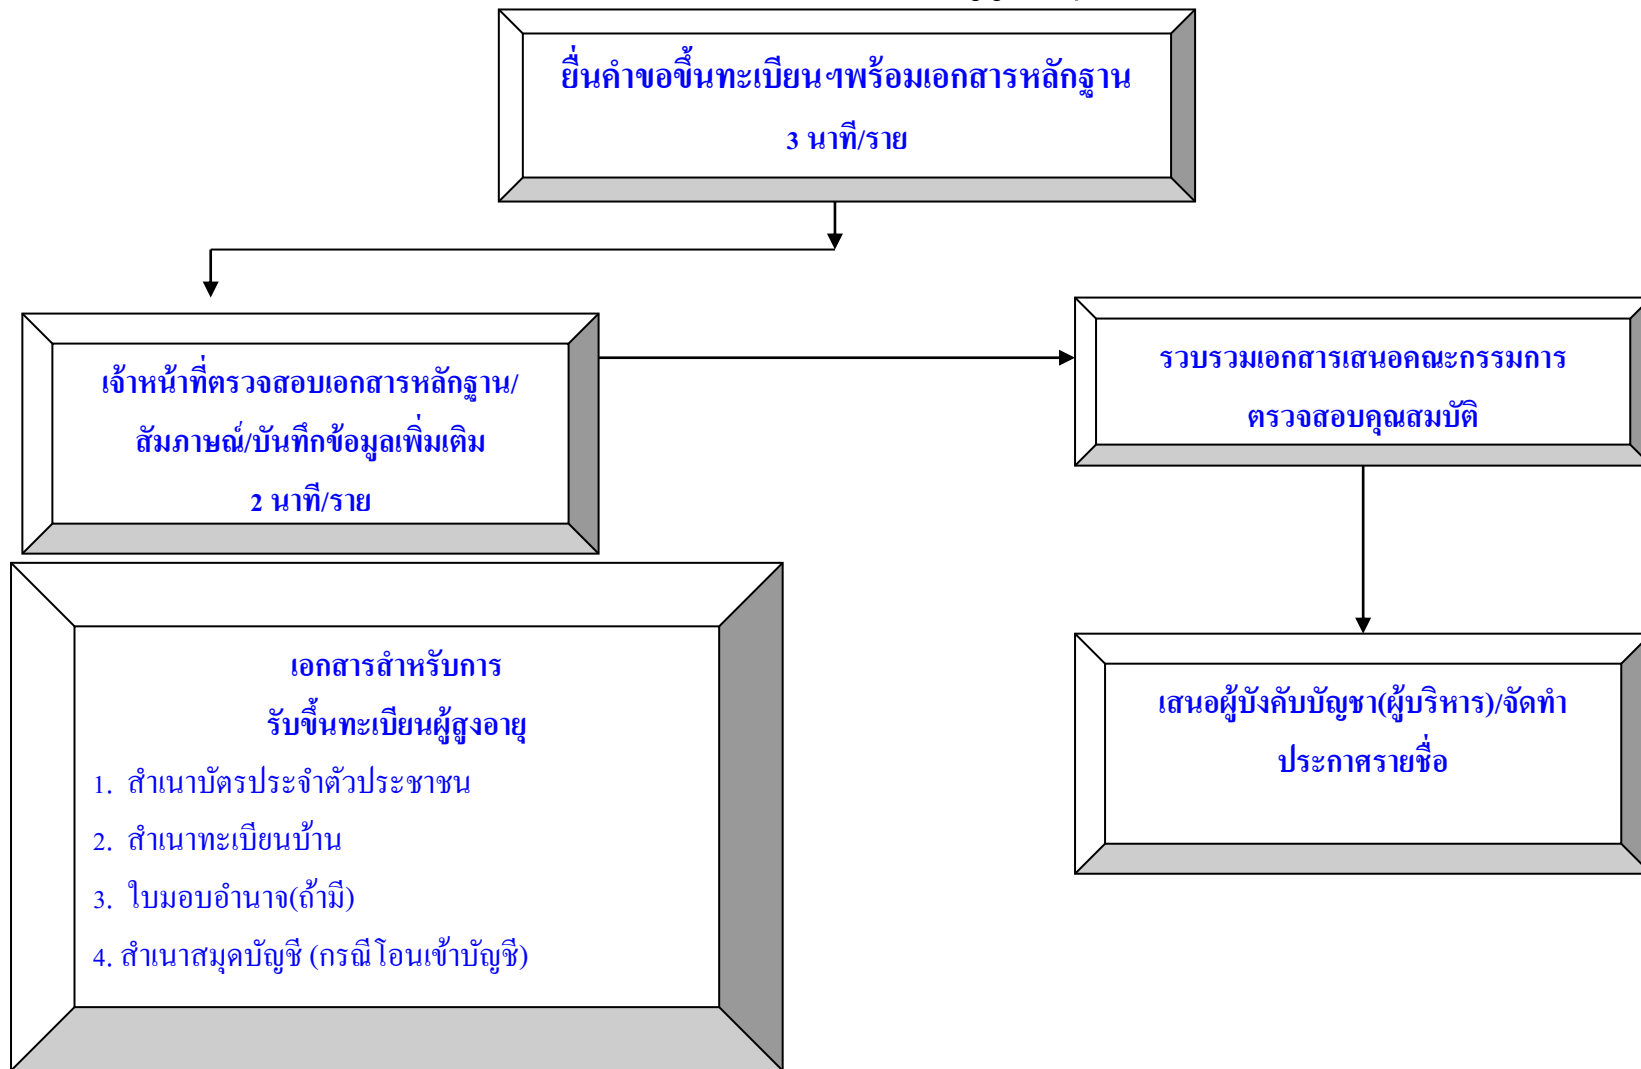 ยื่นคำขอขึ้นทะเบียนฯพร้อมเอกสารหลักฐาน
3 นาที/ราย
เจ้าหน้าที่ตรวจสอบเอกสารหลักฐาน/
สัมภาษณ์/บันทึกข้อมูลเพิ่มเติม
2 นาที/ราย
รวบรวมเอกสารเสนอคณะกรรมการ
ตรวจสอบคุณสมบัติ
เสนอผู้บังคับบัญชา(ผู้บริหาร)/จัดทำ
ประกาศรายชื่อ
เอกสารสำหรับการ
รับขึ้นทะเบียนผู้สูงอายุ
1. สำเนาบัตรประจำตัวประชาชน
2. สำเนาทะเบียนบ้าน
3. ใบมอบอำนาจ(ถ้ามี)
4. สำเนาสมุดบัญชี (กรณีโอนเข้าบัญชี)